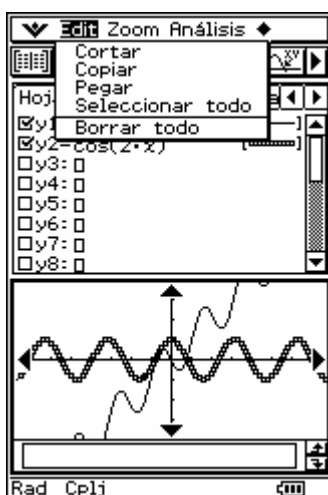 Edit Zoom Análisis
Cortar
Copiar
Pegar
Seleccionar todo
Borrar todo
Hoj
y1
y2=cos(2·x)
y3:
y4:
y5:
y6:
y7:
y8:
Rad Cplj